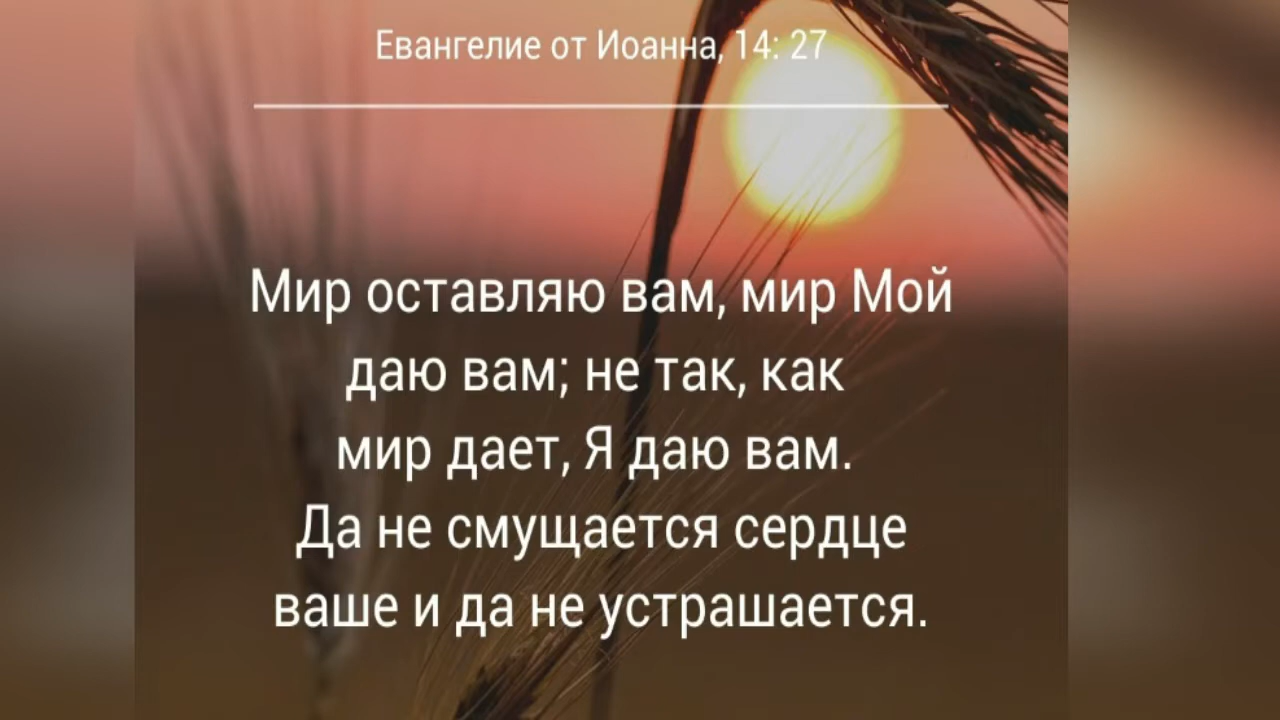 Евангелие от Иоанна, 14: 27
Мир оставляю вам, мир Мой
даю вам; не так, как
мир дает, Я даю вам.
Да не смущается сердце
ваше и да не устрашается.